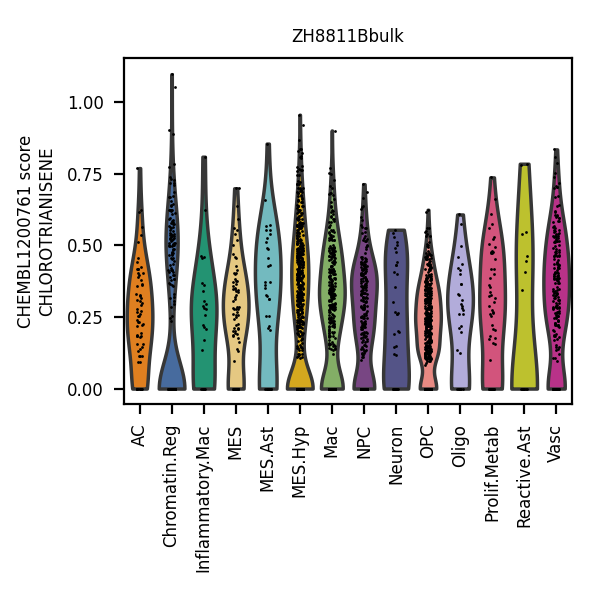 ZH8811Bbulk
CHEMBL1200761 score
CHLOROTRIANISENE
1.00
0.75
0.50
0.25
0.00
AC
Chromatin.Reg
Inflammatory.Mac
MES
MES.Ast
MES.Hyp
Mac
NPC
Neuron
OPC
Oligo
Prolif.Metab
Reactive.Ast
Vasc